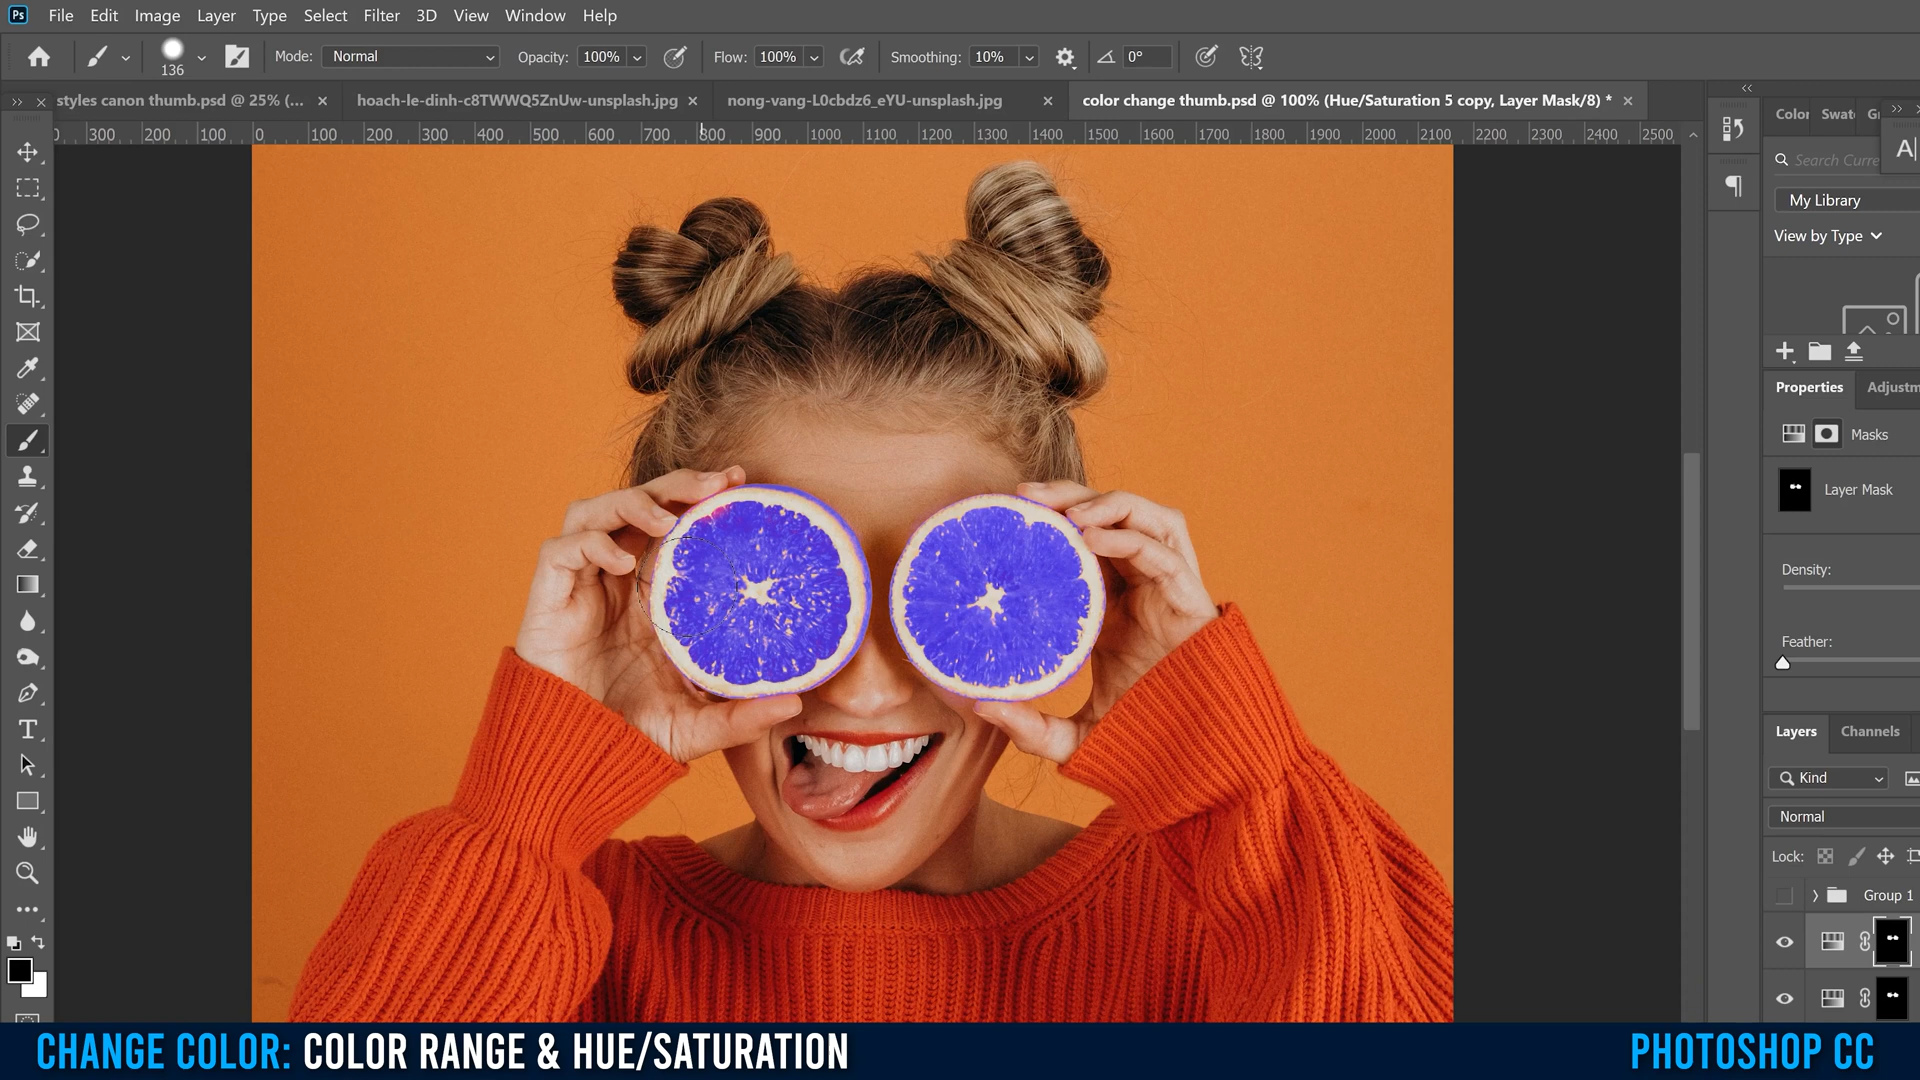 Ps File Edit Image Layer Type Select Filter 3D View Window Help
136 Mode: Normal Opacity: 100% Flow: 100% Smoothing: 10% 0°
styles canon thumb.psd @ 25% (... × hoach-le-dinh-c8TWWQ5ZnUw-unsplash.jpg × nong-vang-L0cbdz6_eYU-unsplash.jpg × color change thumb.psd @ 100% (Hue/Saturation 5 copy, Layer Mask/8) * ×
0 300 200 100 0 100 200 300 400 500 600 700 800 900 1000 1100 1200 1300 1400 1500 1600 1700 1800 1900 2000 2100 2200 2300 2400 2500
Color Swat
A
Search Curre
My Library
View by Type
Properties Adjustm
Masks
Layer Mask
Density:
Feather:
Layers Channels
Kind
Normal
Lock:
Group 1
CHANGE COLOR: COLOR RANGE & HUE/SATURATION
PHOTOSHOP CC